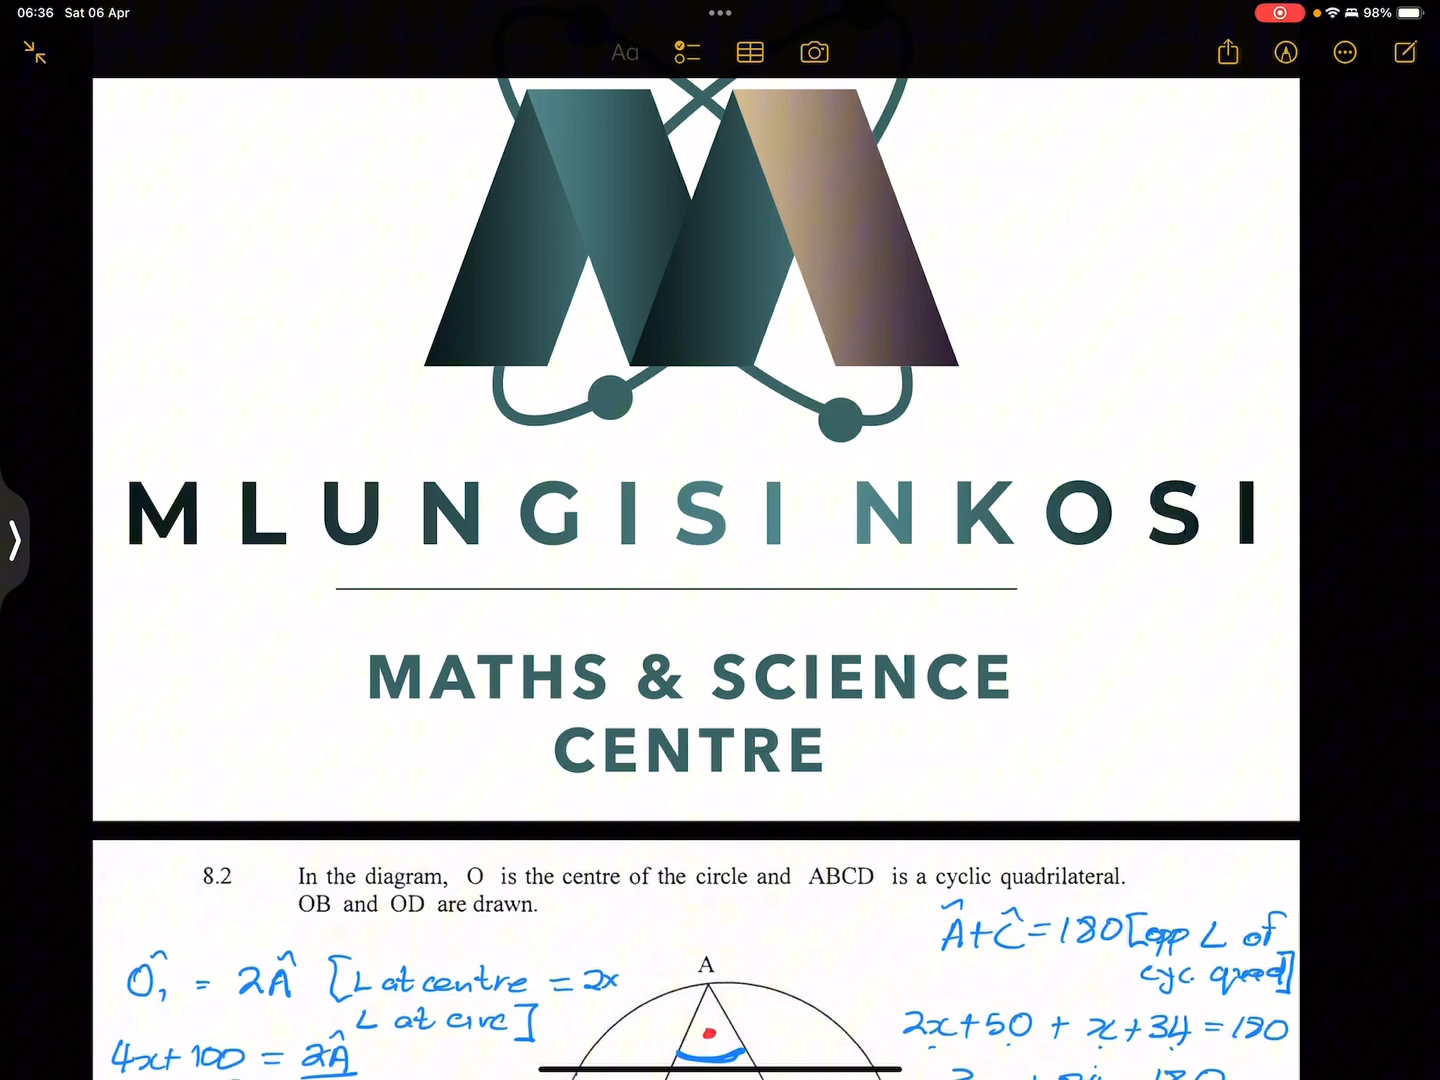 06:36 Sat 06 Apr
98%
Aa
MLUNGISI NKOSI
MATHS & SCIENCE
CENTRE
8.2 In the diagram, O is the centre of the circle and ABCD is a cyclic quadrilateral.
OB and OD are drawn.
Â+Ĉ=180[opp L of
cyc. quad]
Ô₁ = 2Â [L at centre = 2x
L at circ]
A
2x+50 + x+34 = 180
4x+100 = 2Â